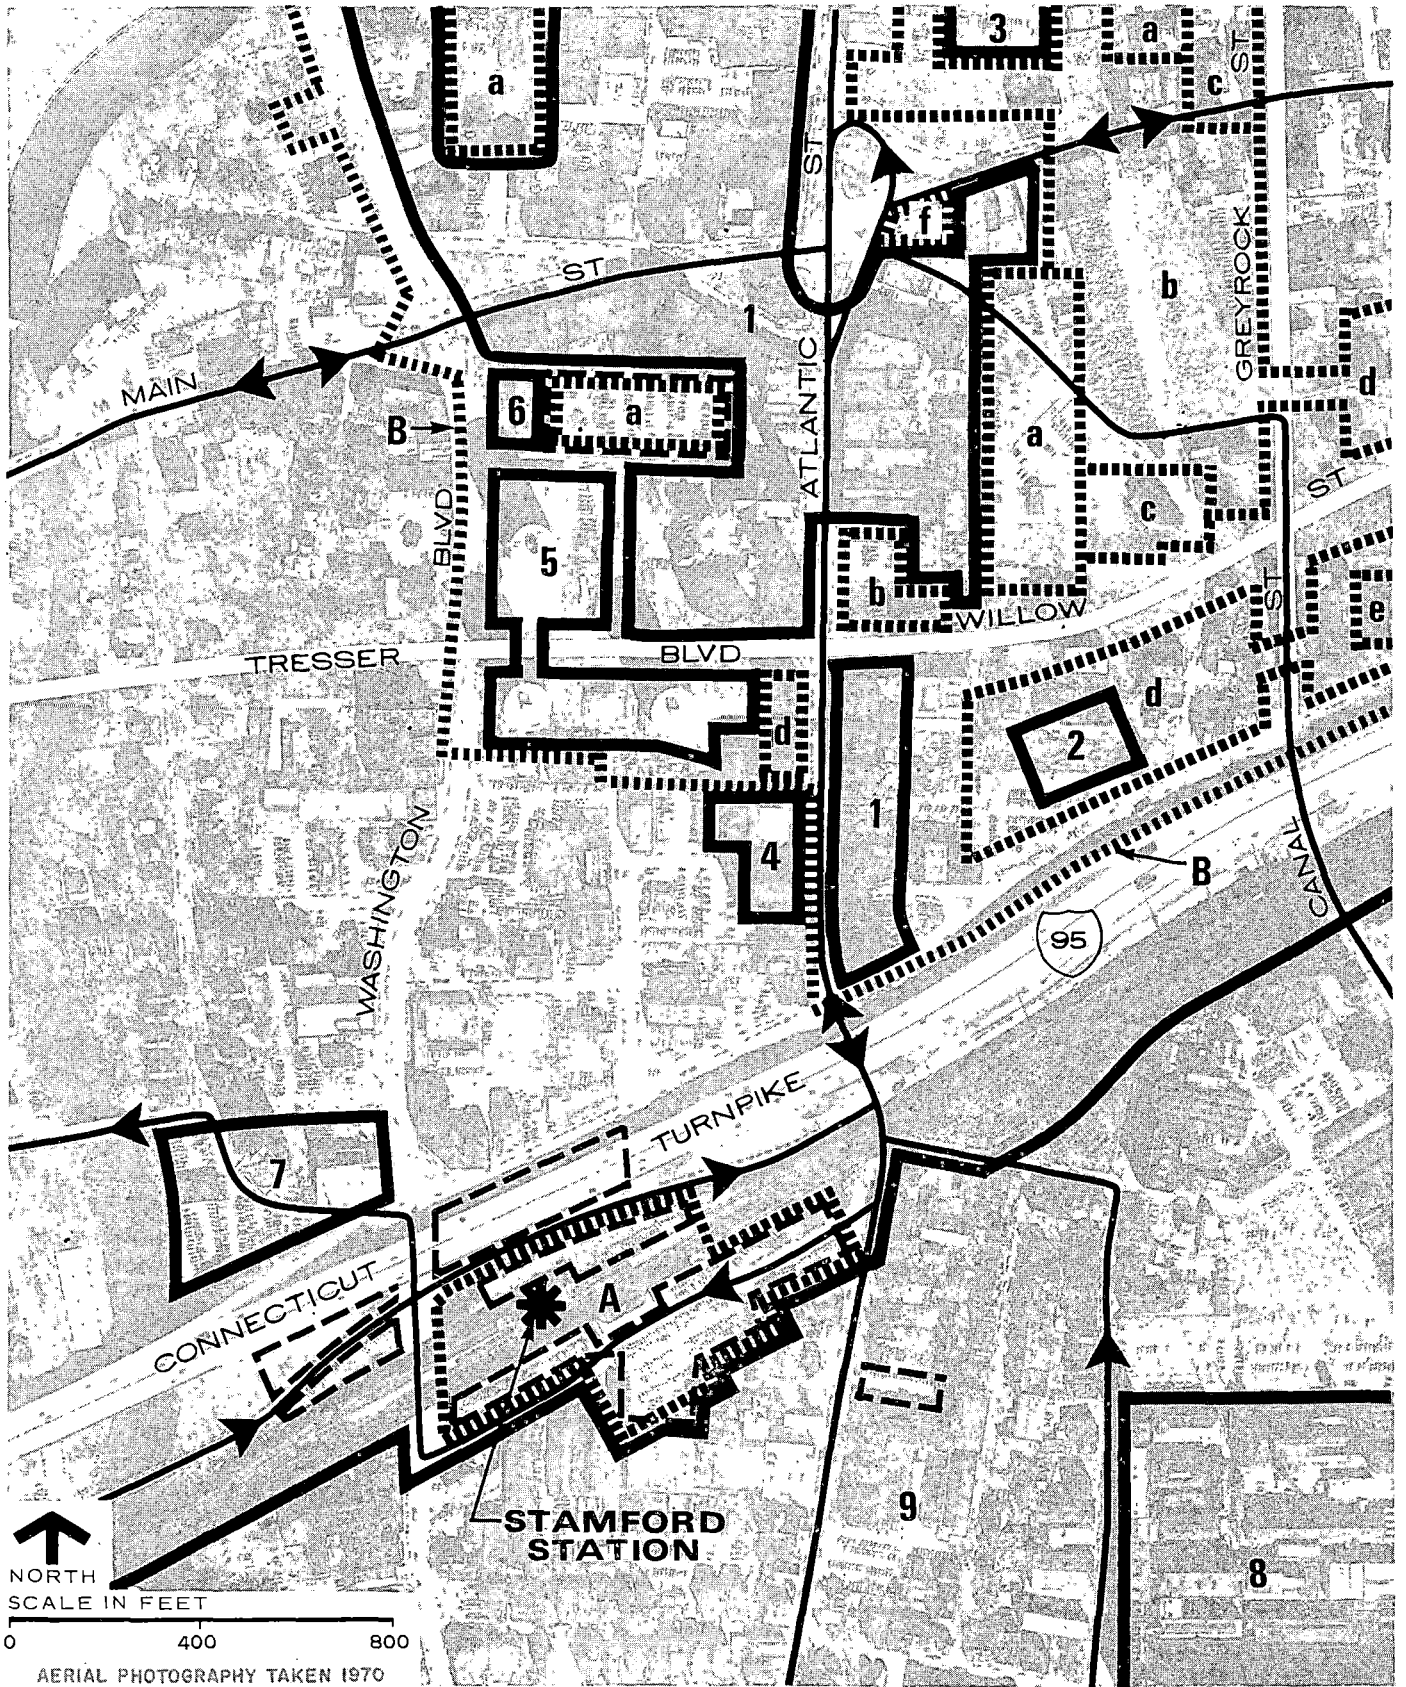 3
a
a
c
ST
ST
f
b
GREYROCK
ST
1
ATLANTIC
MAIN
6
a
B
d
a
ST
c
BLVD
5
b
WILLOW
ST
e
TRESSER
BLVD
d
d
2
1
4
WASHINGTON
CANAL
B
95
TURNPIKE
7
CONNECTICUT
A
STAMFORD
STATION
9
8
NORTH
SCALE IN FEET
0 400 800
AERIAL PHOTOGRAPHY TAKEN 1970